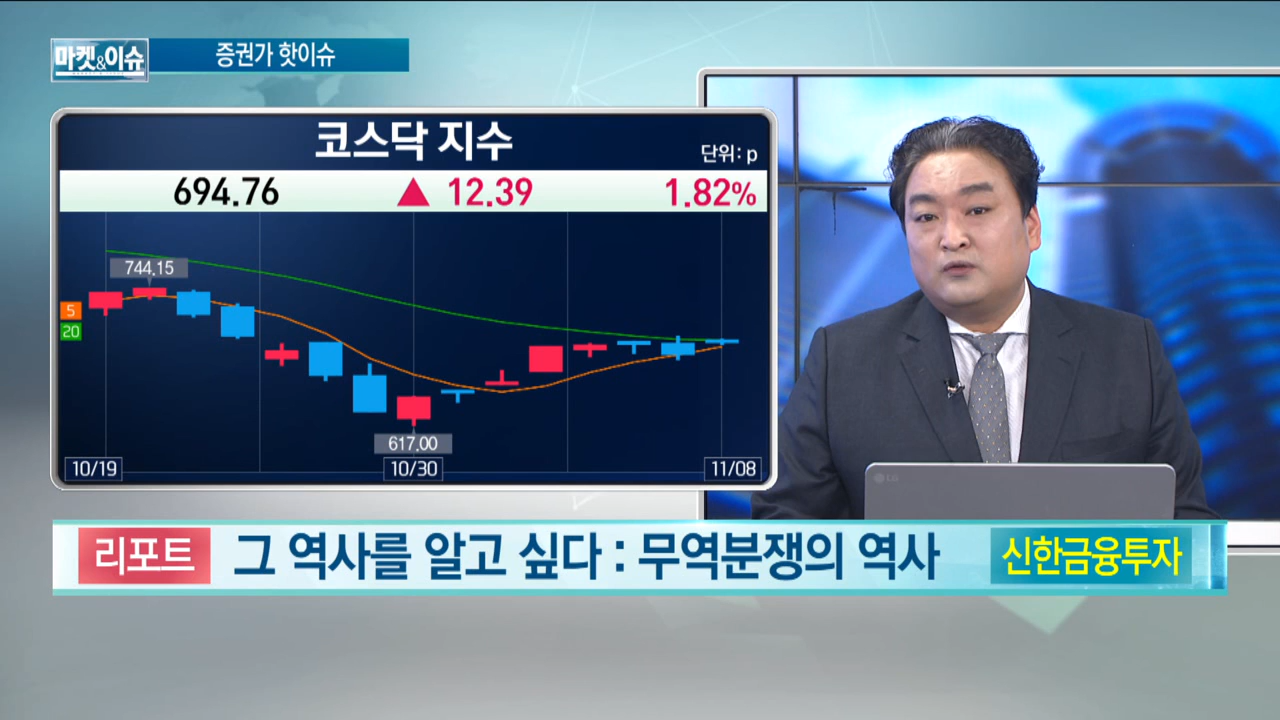 마켓&이슈
증권가 핫이슈
코스닥 지수
단위: p
694.76 ▲ 12.39 1.82%
744.15
5
20
617.00
10/19 10/30 11/08
LG
리포트 그 역사를 알고 싶다 : 무역분쟁의 역사 신한금융투자